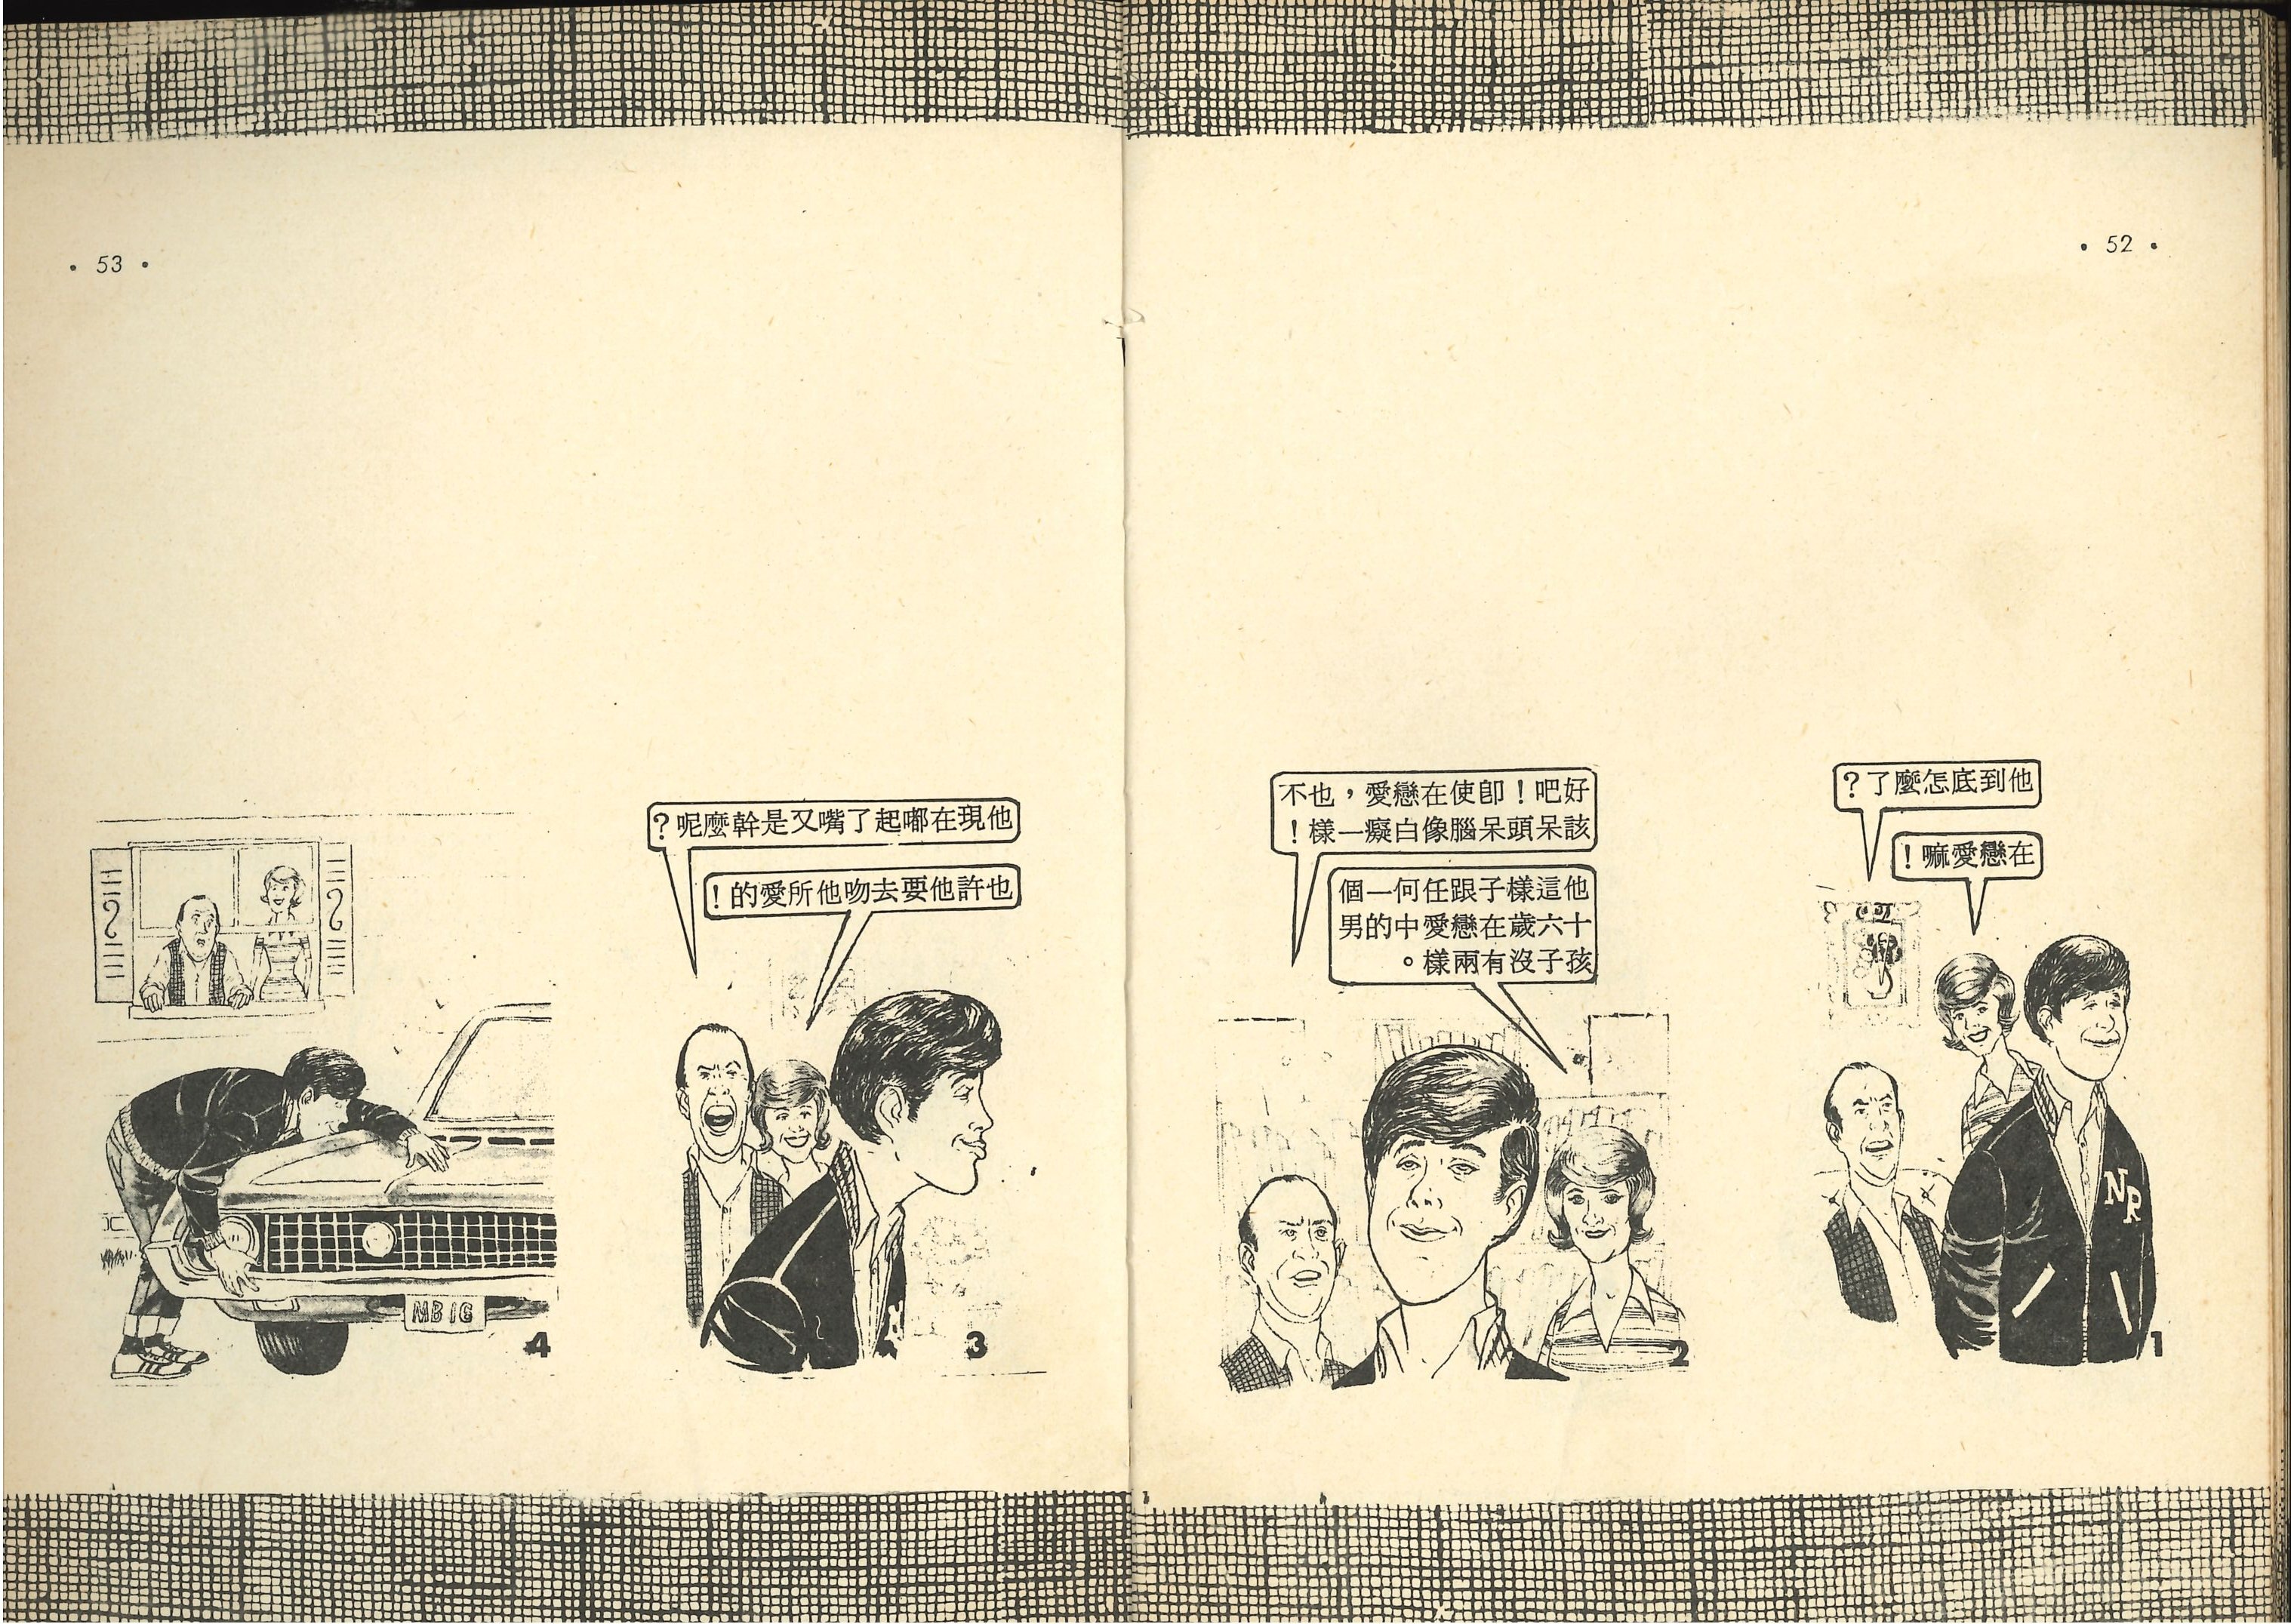 • 52 •
他到底怎麼了?
在戀愛嘛!
1
好吧!即使在戀愛,也不
該呆頭呆腦像白癡一樣!
他這樣子跟任何一個
十六歲在戀愛中的男
孩子沒有兩樣。
2
NR
• 53 •
他現在嘟起了嘴又是幹麼呢?
也許他要去吻他所愛的!
3
MB 16
4